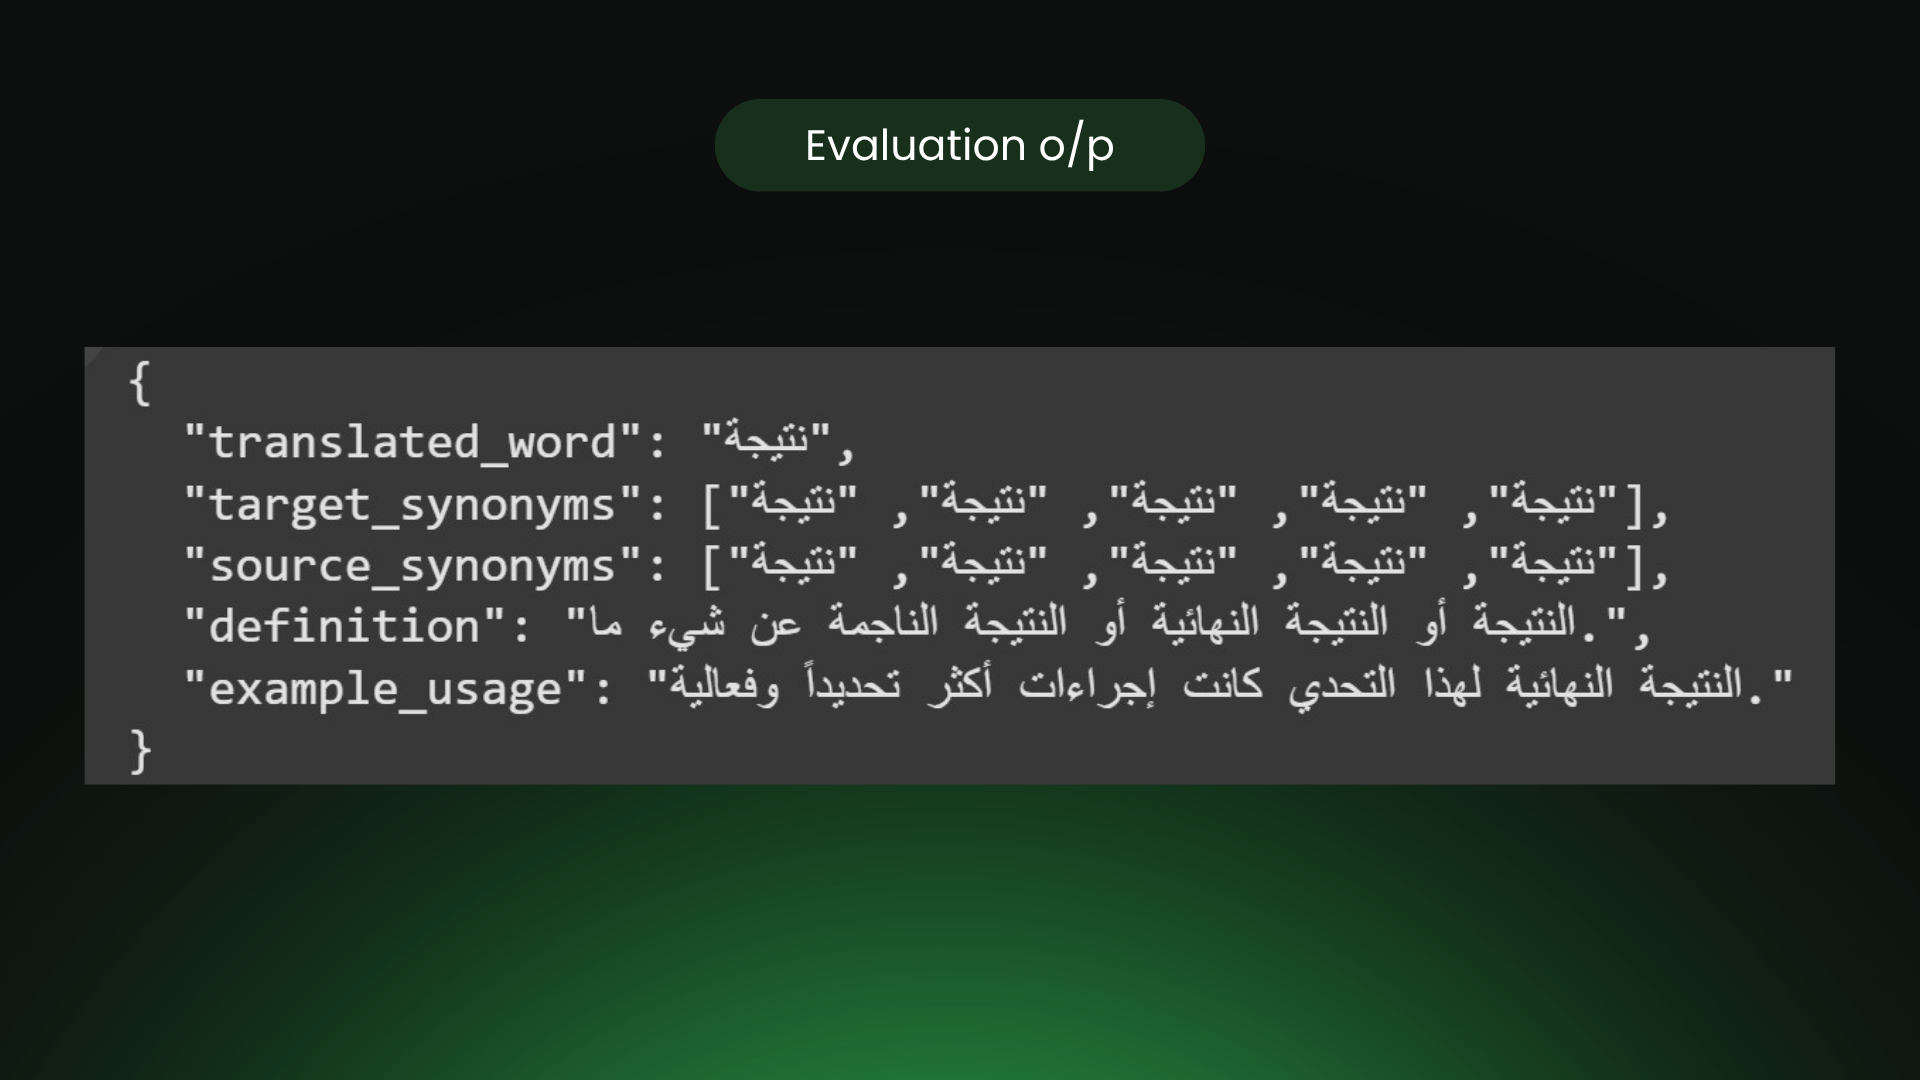 Evaluation o/p
{
"translated_word": "نتيجة",
"target_synonyms": ["نتيجة", "نتيجة", "نتيجة", "نتيجة", "نتيجة"],
"source_synonyms": ["نتيجة", "نتيجة", "نتيجة", "نتيجة", "نتيجة"],
"definition": "النتيجة أو النتيجة النهائية أو النتيجة الناجمة عن شيء ما.",
"example_usage": "النتيجة النهائية لهذا التحدي كانت إجراءات أكثر تحديداً وفعالية."
}